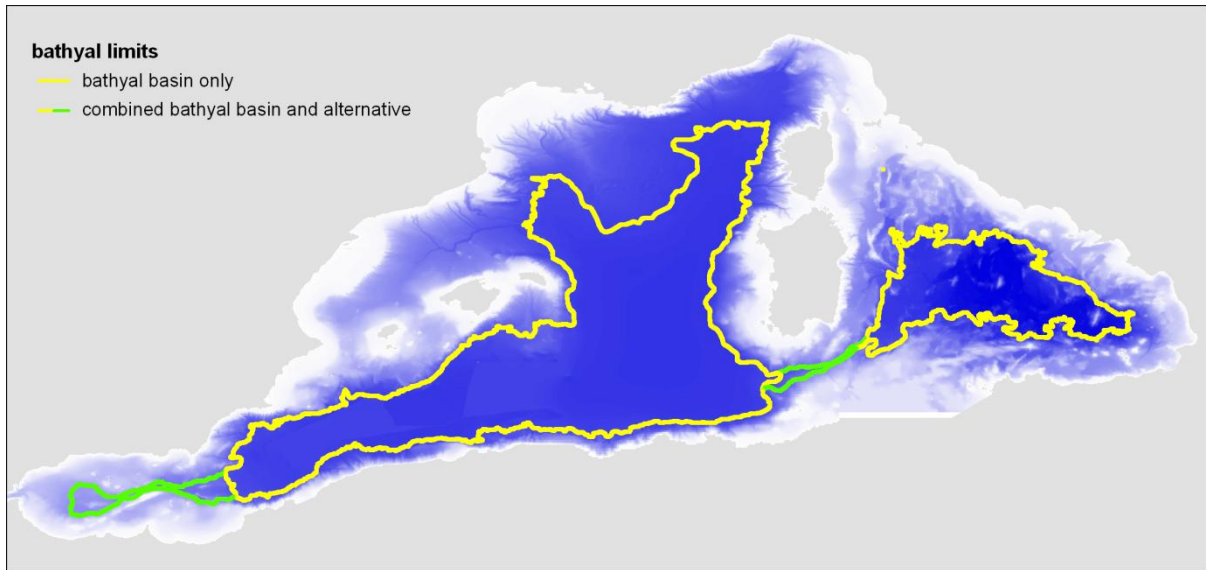 bathyal limits
bathyal basin only
combined bathyal basin and alternative